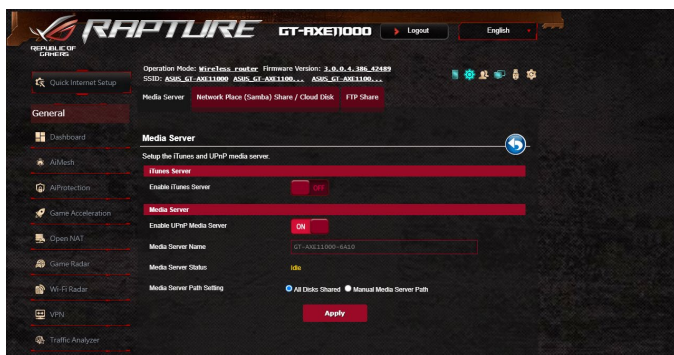 RAPTURE GT-AXE11000 Logout English
REPUBLIC OF
GAMERS
Operation Mode: Wireless router Firmware Version: 3.0.0.4.386_42489
SSID: ASUS_GT-AXE11000 ASUS_GT-AXE1100... ASUS_GT-AXE1100...
Quick Internet Setup
Media Server Network Place (Samba) Share / Cloud Disk FTP Share
General
Dashboard
AiMesh
AiProtection
Game Acceleration
Open NAT
Game Radar
Wi-Fi Radar
VPN
Traffic Analyzer
Media Server
Setup the iTunes and UPnP media server.
iTunes Server
Enable iTunes Server OFF
Media Server
Enable UPnP Media Server ON
Media Server Name GT-AXE11000-6A10
Media Server Status Idle
Media Server Path Setting All Disks Shared Manual Media Server Path
Apply